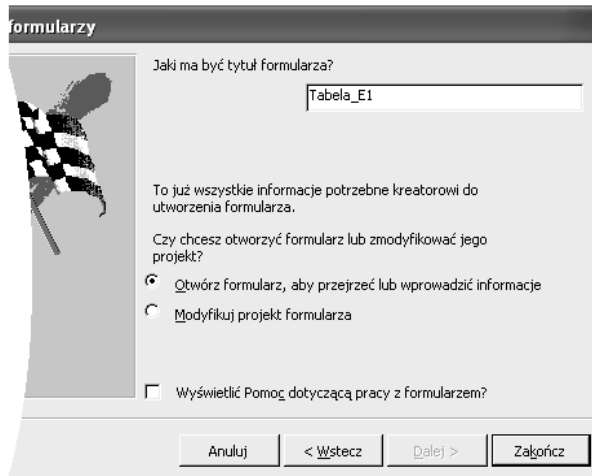 formularzy
Jaki ma być tytuł formularza?
Tabela_E1
To już wszystkie informacje potrzebne kreatorowi do
utworzenia formularza.
Czy chcesz otworzyć formularz lub zmodyfikować jego
projekt?
Otwórz formularz, aby przejrzeć lub wprowadzić informacje
Modyfikuj projekt formularza
Wyświetlić Pomoc dotyczącą pracy z formularzem?
Anuluj
< Wstecz
Dalej >
Zakończ